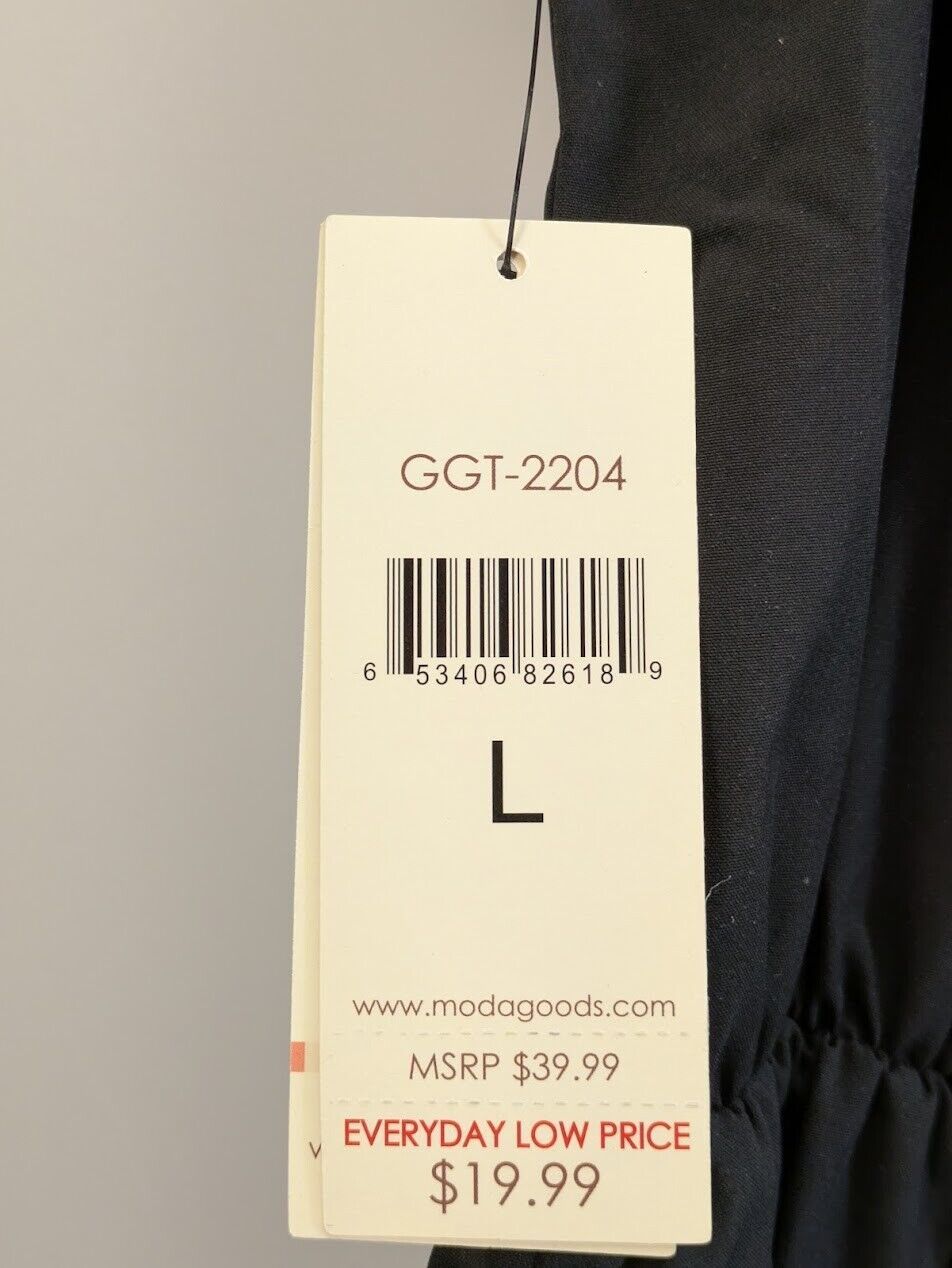 GGT-2204
6 53406 82618 9
L
www.modagoods.com
MSRP $39.99
EVERYDAY LOW PRICE
$19.99